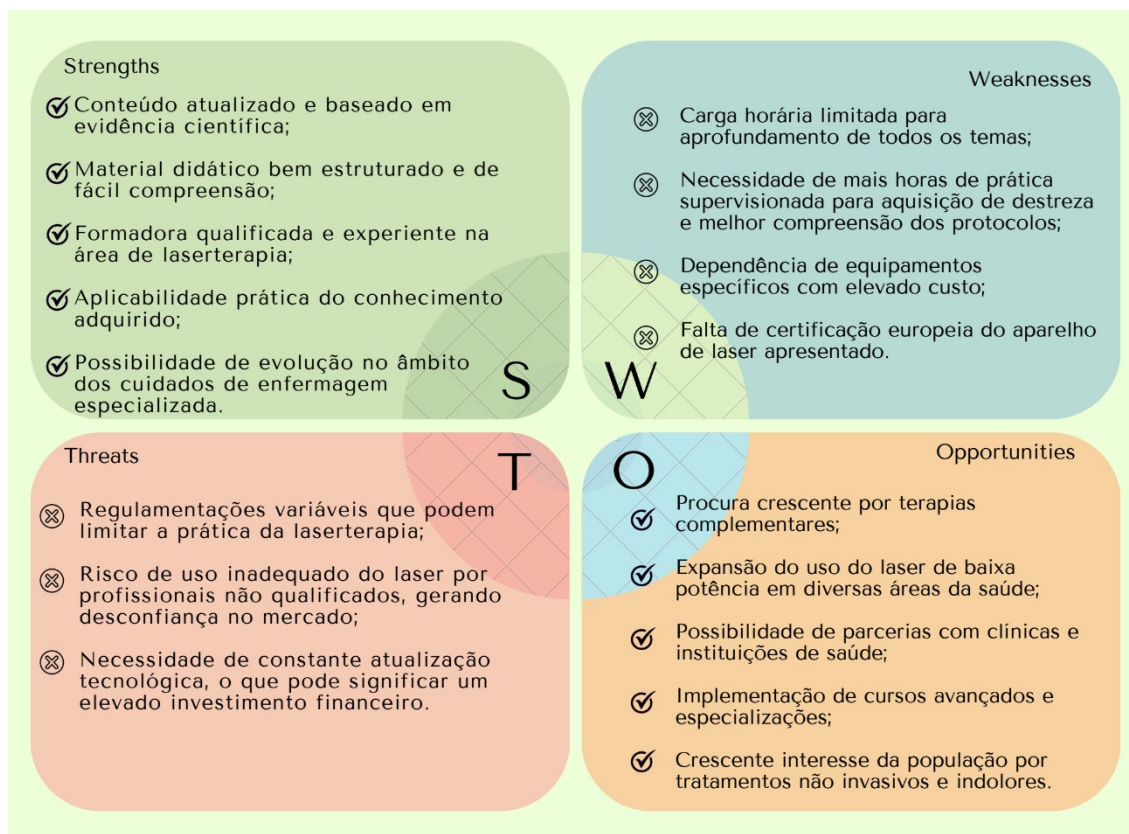 Strengths
Conteúdo atualizado e baseado em
evidência científica;
Material didático bem estruturado e de
fácil compreensão;
Formadora qualificada e experiente na
área de laserterapia;
Aplicabilidade prática do conhecimento
adquirido;
Possibilidade de evolução no âmbito
dos cuidados de enfermagem
especializada.
S
Weaknesses
Carga horária limitada para
aprofundamento de todos os temas;
Necessidade de mais horas de prática
supervisionada para aquisição de destreza
e melhor compreensão dos protocolos;
Dependência de equipamentos
específicos com elevado custo;
Falta de certificação europeia do aparelho
de laser apresentado.
W
Threats
T
Regulamentações variáveis que podem
limitar a prática da laserterapia;
Risco de uso inadequado do laser por
profissionais não qualificados, gerando
desconfiança no mercado;
Necessidade de constante atualização
tecnológica, o que pode significar um
elevado investimento financeiro.
Opportunities
O
Procura crescente por terapias
complementares;
Expansão do uso do laser de baixa
potência em diversas áreas da saúde;
Possibilidade de parcerias com clínicas e
instituições de saúde;
Implementação de cursos avançados e
especializações;
Crescente interesse da população por
tratamentos não invasivos e indolores.